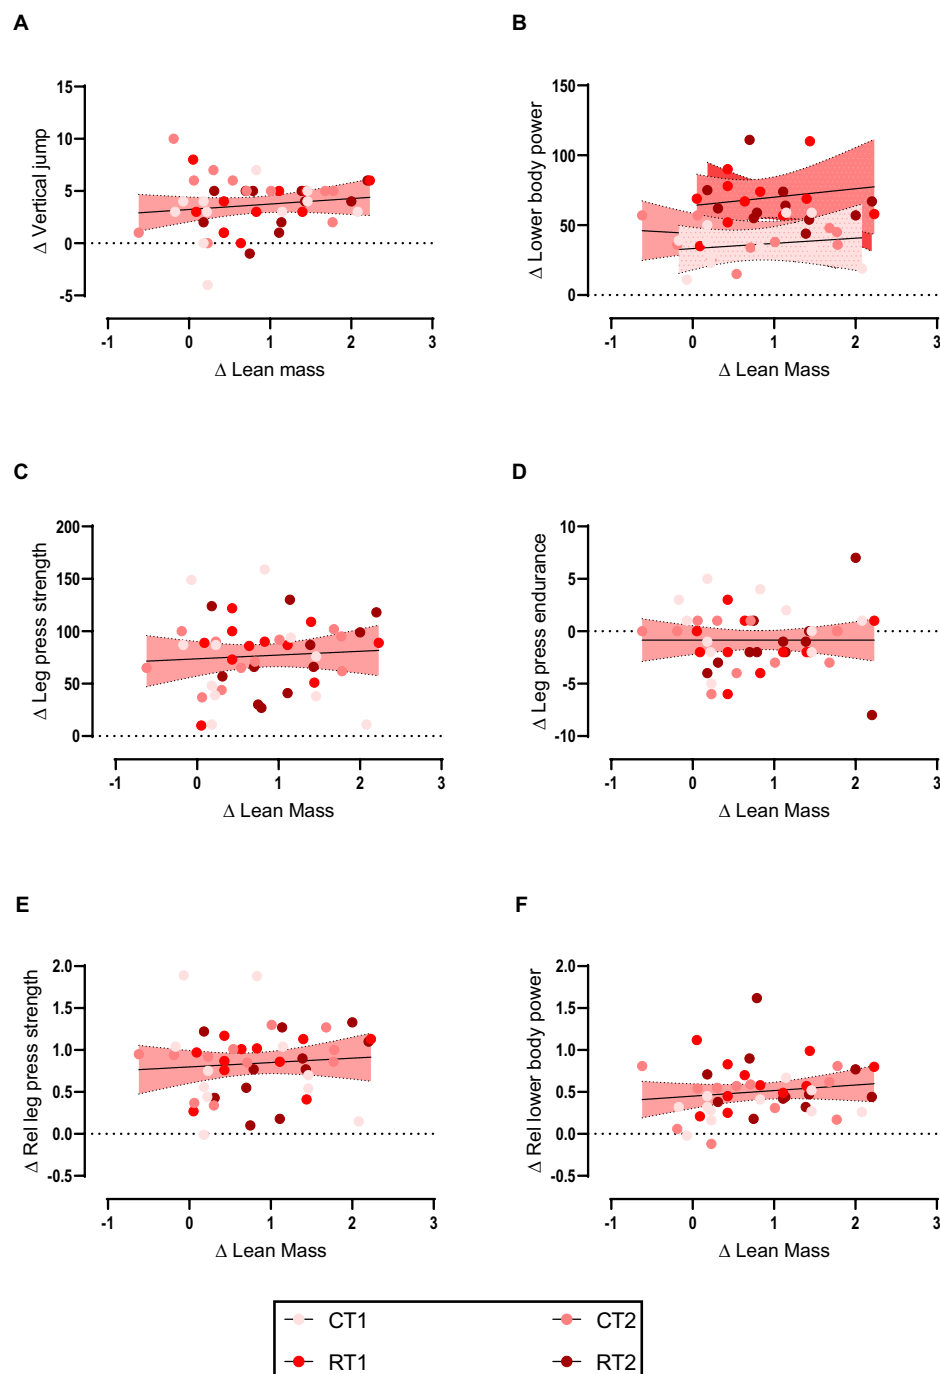 A
B
Δ Vertical jump
15
10
5
0
-5
-1 0 1 2 3
Δ Lean mass
Δ Lower body power
150
100
50
0
-1 0 1 2 3
Δ Lean Mass
C
D
Δ Leg press strength
200
150
100
50
0
-1 0 1 2 3
Δ Lean Mass
Δ Leg press endurance
10
5
0
-5
-10
-1 0 1 2 3
Δ Lean Mass
E
F
Δ Rel leg press strength
2.0
1.5
1.0
0.5
0.0
-0.5
-1 0 1 2 3
Δ Lean Mass
Δ Rel lower body power
2.0
1.5
1.0
0.5
0.0
-0.5
-1 0 1 2 3
Δ Lean Mass
CT1 CT2
RT1 RT2